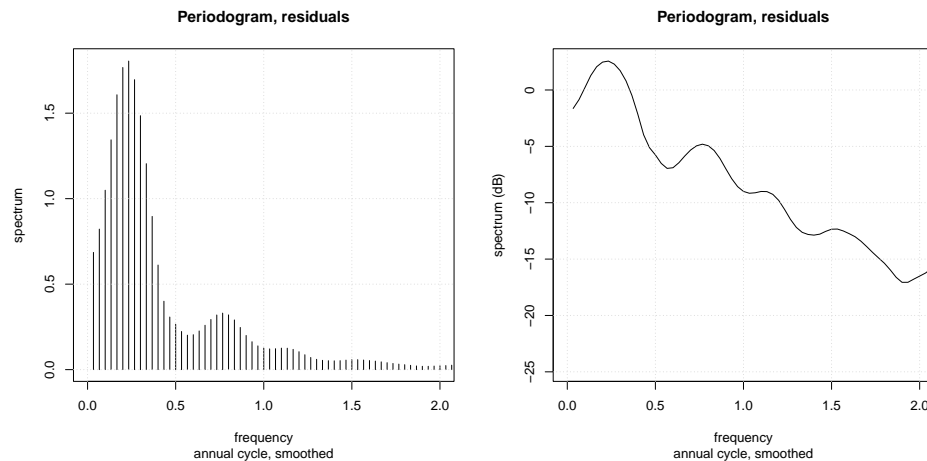 Periodogram, residuals
spectrum
0.0 0.5 1.0 1.5
0.0 0.5 1.0 1.5 2.0
frequency
annual cycle, smoothed
Periodogram, residuals
spectrum (dB)
−25 −20 −15 −10 −5 0
0.0 0.5 1.0 1.5 2.0
frequency
annual cycle, smoothed